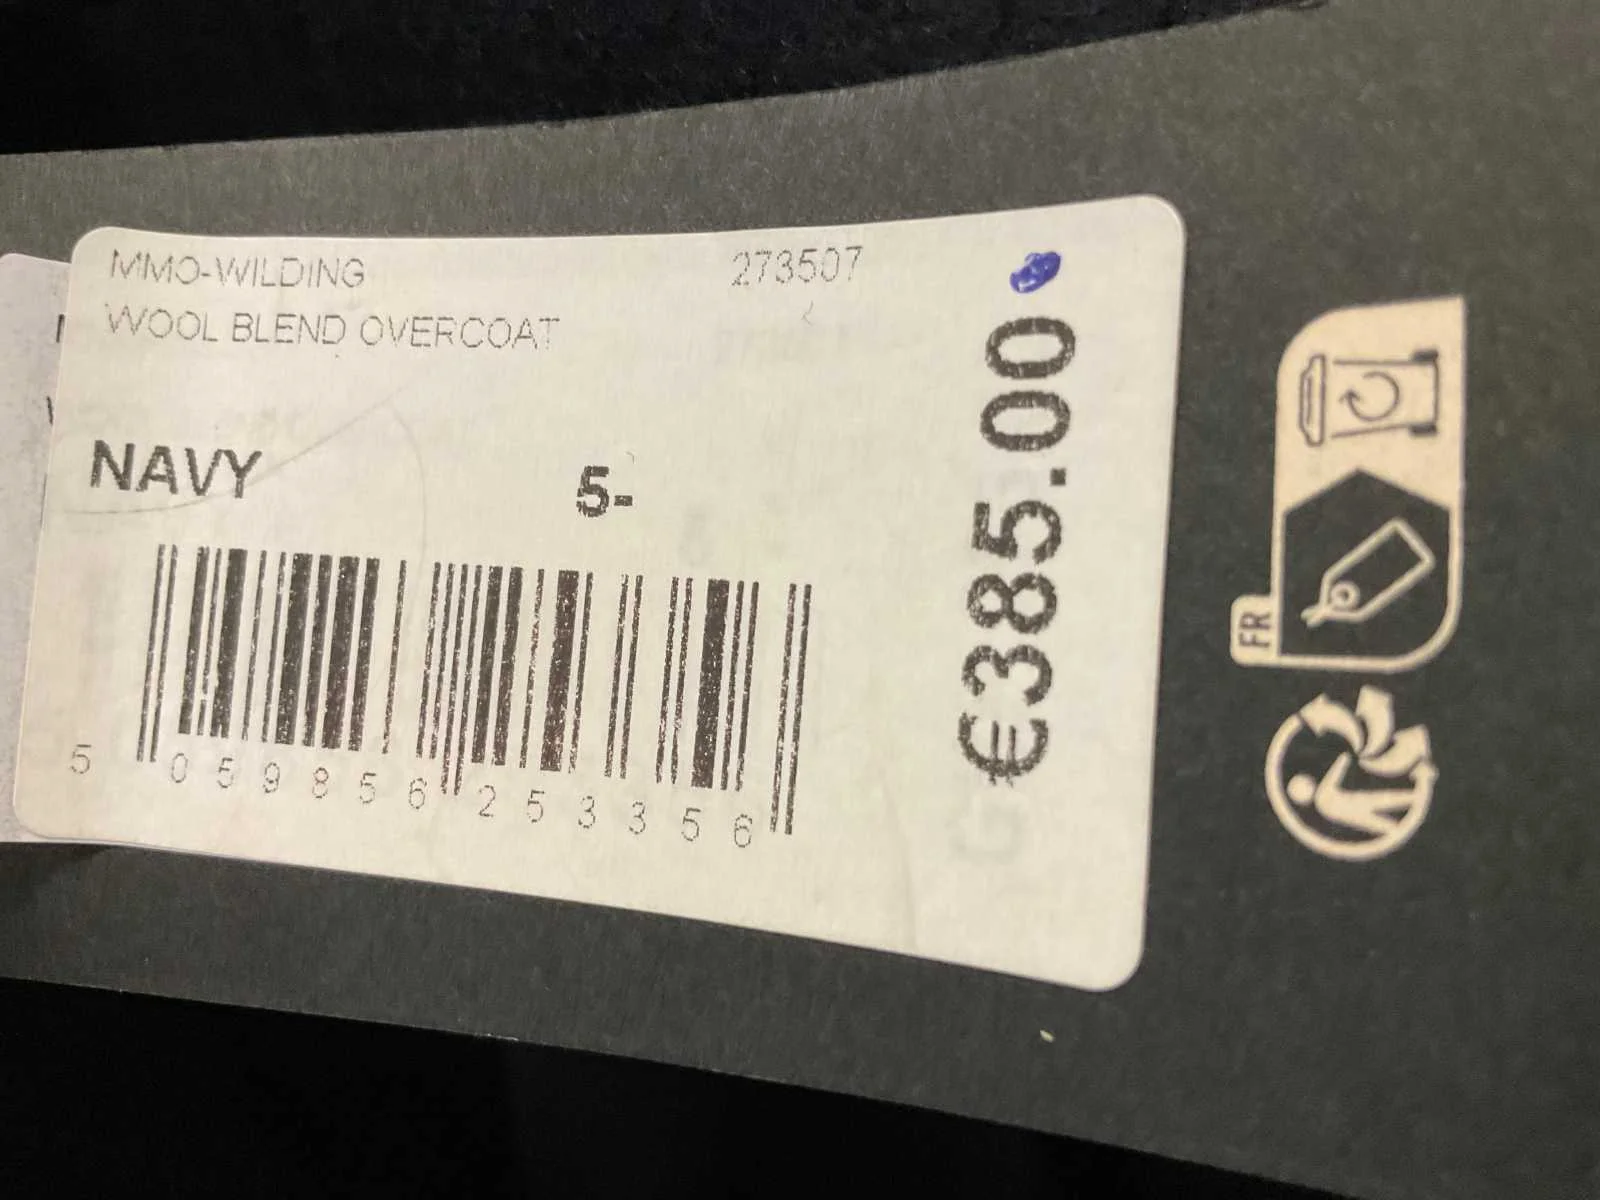 MMO-WILDING 273507
WOOL BLEND OVERCOAT
NAVY 5-
5 059856 253356
€385.00
FR